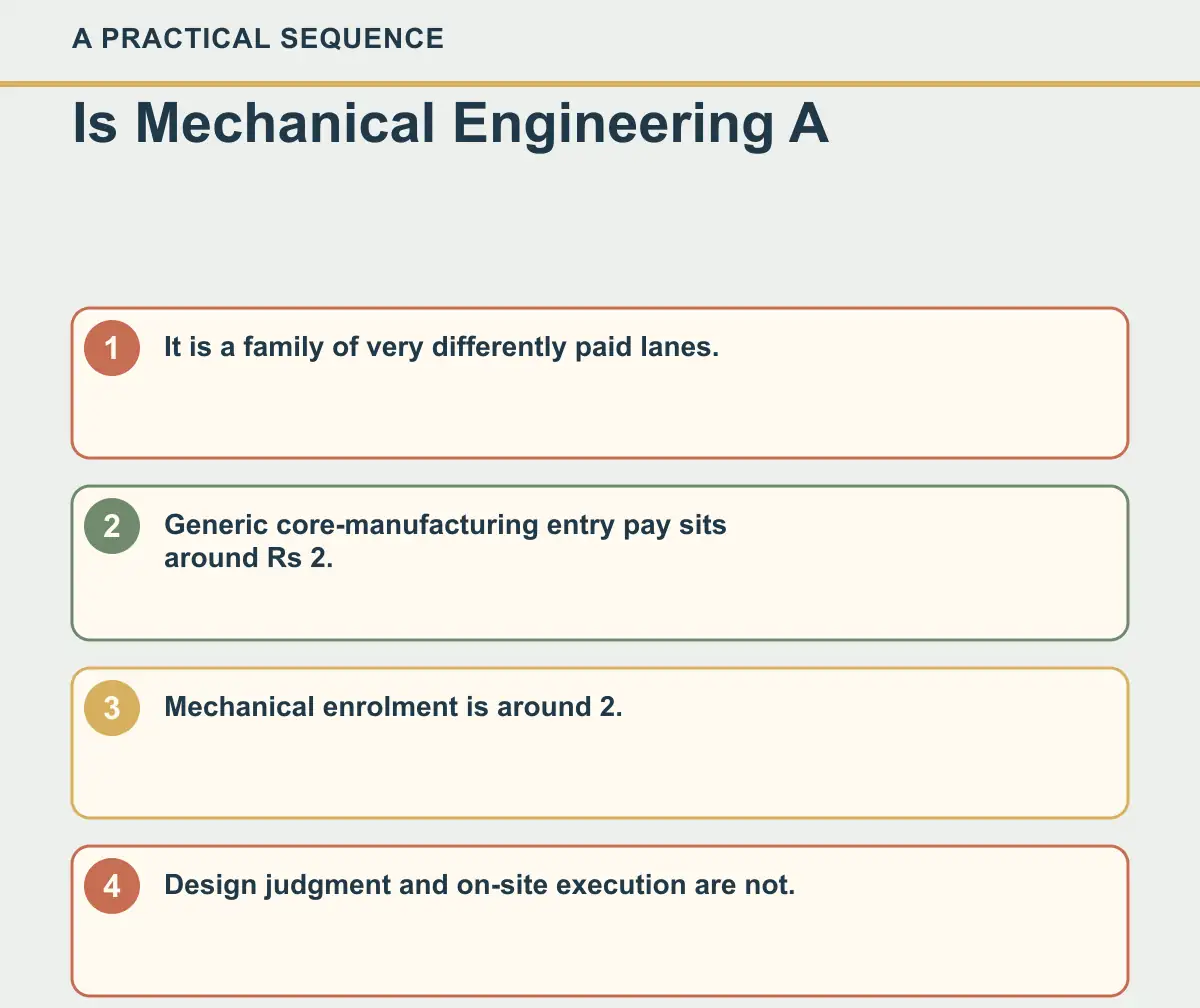 A PRACTICAL SEQUENCE
Is Mechanical Engineering A
1
It is a family of very differently paid lanes.
2
Generic core-manufacturing entry pay sits
around Rs 2.
3
Mechanical enrolment is around 2.
4
Design judgment and on-site execution are not.